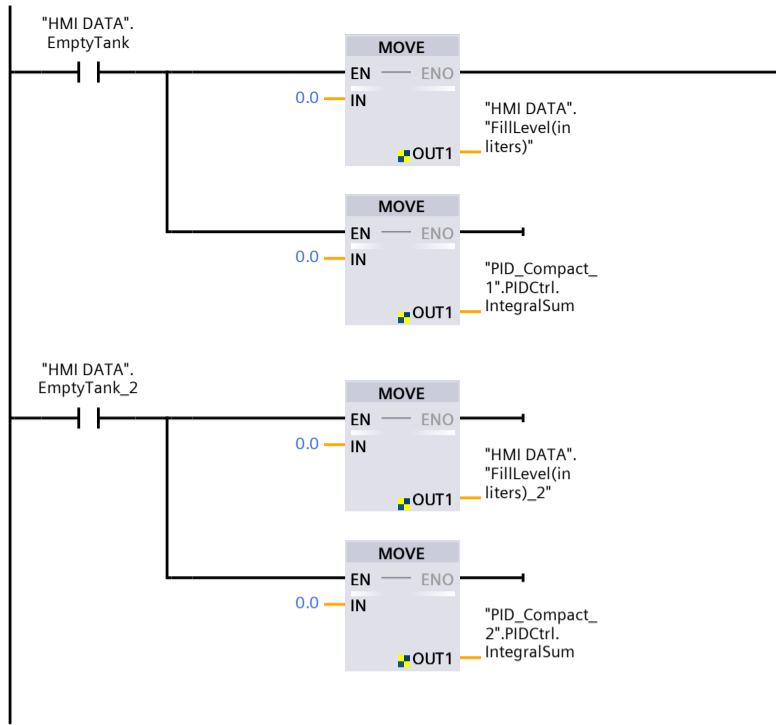 "HMI DATA".
EmptyTank
MOVE
EN ENO
0.0 IN
"HMI DATA".
"FillLevel(in
liters)"
OUT1
MOVE
EN ENO
0.0 IN
"PID_Compact_
1".PIDCtrl.
IntegralSum
OUT1
"HMI DATA".
EmptyTank_2
MOVE
EN ENO
0.0 IN
"HMI DATA".
"FillLevel(in
liters)_2"
OUT1
MOVE
EN ENO
0.0 IN
"PID_Compact_
2".PIDCtrl.
IntegralSum
OUT1